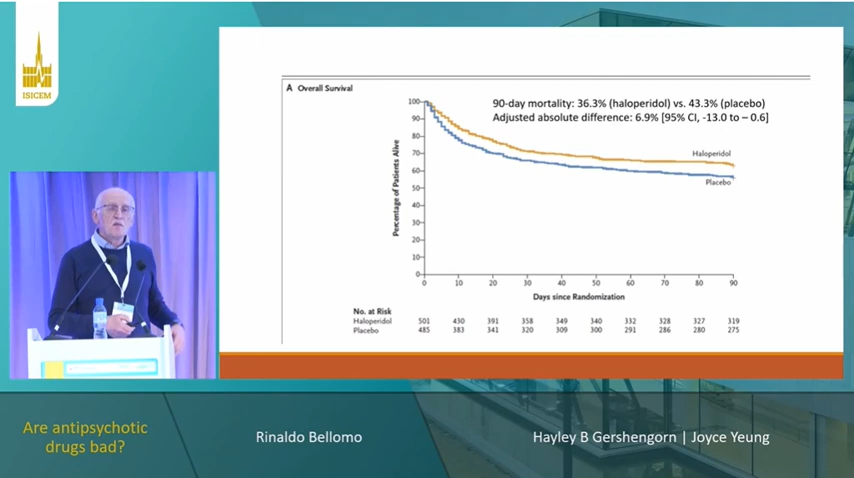 ISICEM
A Overall Survival
90-day mortality: 36.3% (haloperidol) vs. 43.3% (placebo)
Adjusted absolute difference: 6.9% [95% CI, -13.0 to – 0.6]
Percentage of Patients Alive
100
90
80
70
60
50
40
30
20
10
0
Haloperidol
Placebo
0 10 20 30 40 50 60 70 80 90
Days since Randomization
No. at Risk
Haloperidol 501 430 391 358 349 340 332 328 327 319
Placebo 485 383 341 320 309 300 291 286 280 275
Are antipsychotic
drugs bad?
Rinaldo Bellomo
Hayley B Gershengorn | Joyce Yeung